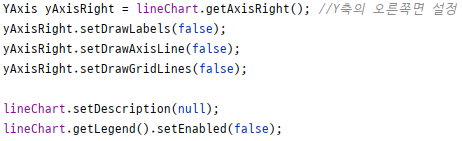 YAxis yAxisRight = lineChart.getAxisRight(); //Y축의 오른쪽면 설정
yAxisRight.setDrawLabels(false);
yAxisRight.setDrawAxisLine(false);
yAxisRight.setDrawGridLines(false);
lineChart.setDescription(null);
lineChart.getLegend().setEnabled(false);